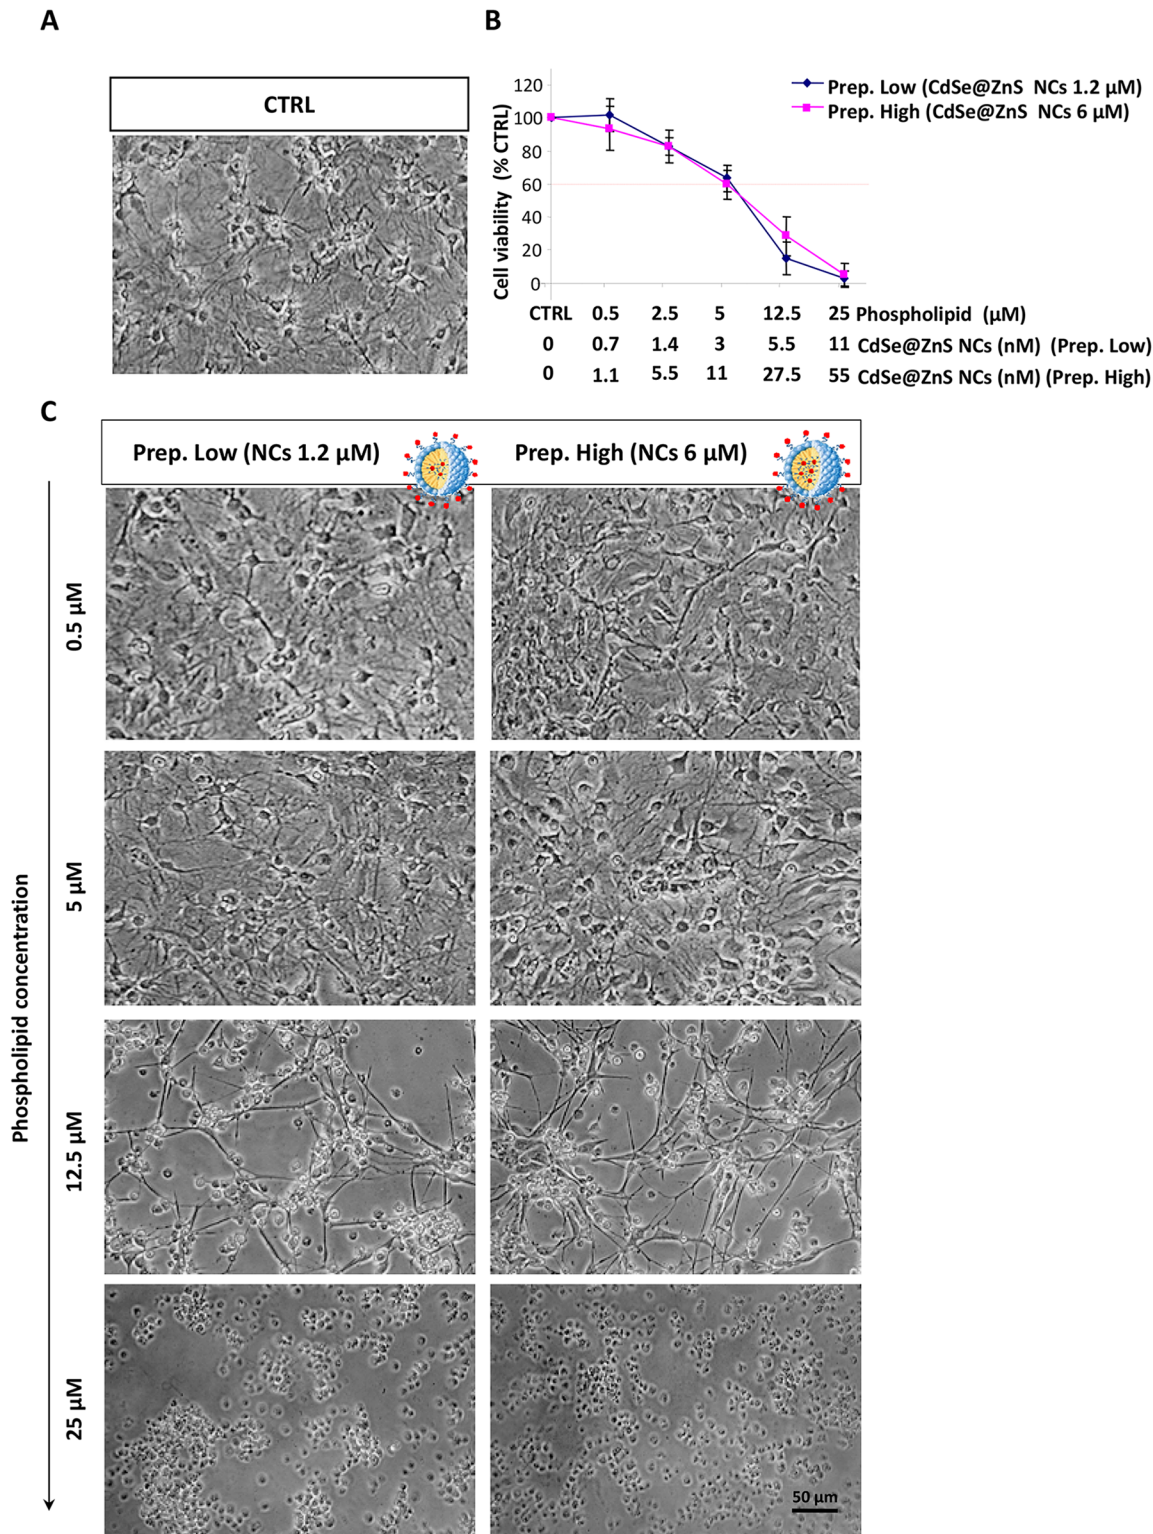 A
B
CTRL
Cell viability (% CTRL)
120
100
80
60
40
20
0
Prep. Low (CdSe@ZnS NCs 1.2 µM)
Prep. High (CdSe@ZnS NCs 6 µM)
CTRL 0.5 2.5 5 12.5 25 Phospholipid (µM)
0 0.7 1.4 3 5.5 11 CdSe@ZnS NCs (nM) (Prep. Low)
0 1.1 5.5 11 27.5 55 CdSe@ZnS NCs (nM) (Prep. High)
C
Prep. Low (NCs 1.2 µM)
Prep. High (NCs 6 µM)
Phospholipid concentration
0.5 µM
5 µM
12.5 µM
25 µM
50 µm